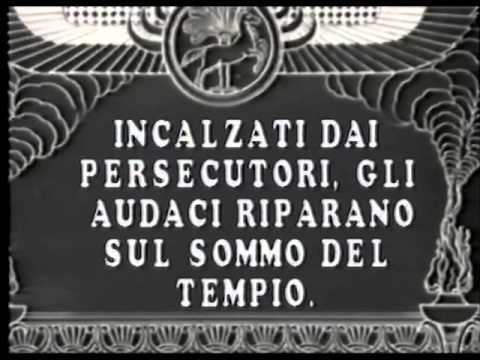 INCALZATI DAI
PERSECUTORI, GLI
AUDACI RIPARANO
SUL SOMMO DEL
TEMPIO.